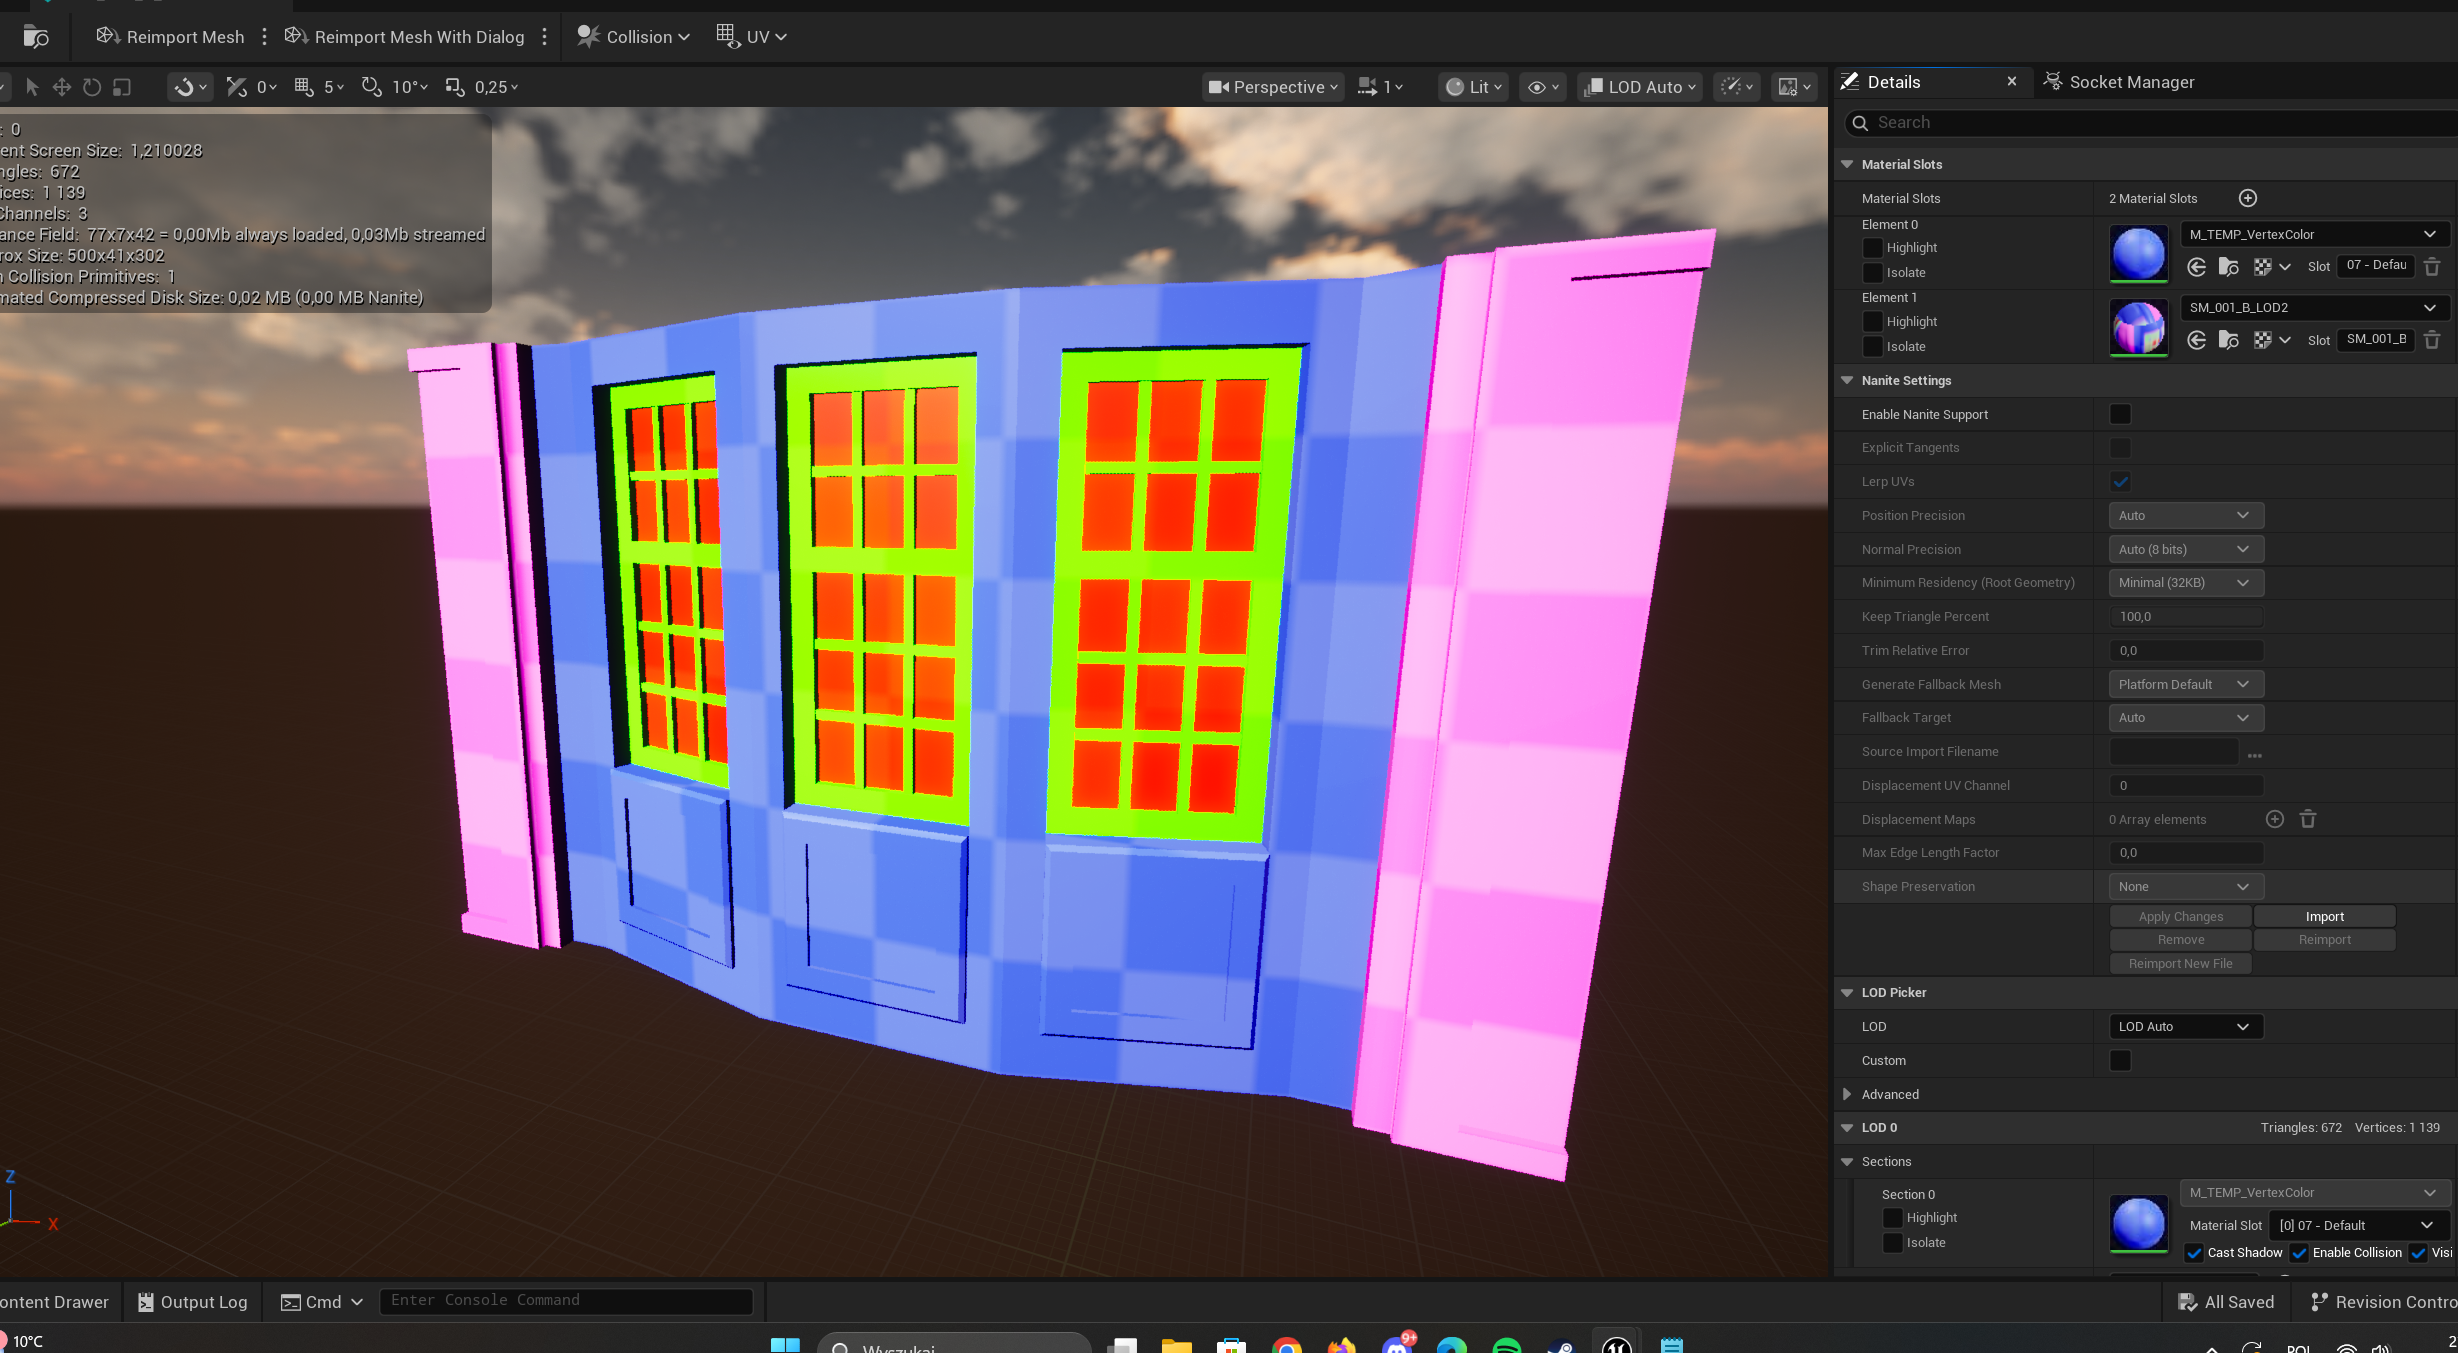 Reimport Mesh
Reimport Mesh With Dialog
Collision
UV
0
5
10°
0,25
Perspective
1
Lit
LOD Auto
: 0
ent Screen Size: 1,210028
ngles: 672
ices: 1 139
Channels: 3
ance Field: 77x7x42 = 0,00Mb always loaded, 0,03Mb streamed
rox Size: 500x41x302
n Collision Primitives: 1
mated Compressed Disk Size: 0,02 MB (0,00 MB Nanite)
Z
X
Details
Socket Manager
Search
Material Slots
Material Slots 2 Material Slots
Element 0
Highlight
Isolate
M_TEMP_VertexColor
Slot 07 - Defau
Element 1
Highlight
Isolate
SM_001_B_LOD2
Slot SM_001_B
Nanite Settings
Enable Nanite Support
Explicit Tangents
Lerp UVs
Position Precision Auto
Normal Precision Auto (8 bits)
Minimum Residency (Root Geometry) Minimal (32KB)
Keep Triangle Percent 100,0
Trim Relative Error 0,0
Generate Fallback Mesh Platform Default
Fallback Target Auto
Source Import Filename ...
Displacement UV Channel 0
Displacement Maps 0 Array elements
Max Edge Length Factor 0,0
Shape Preservation None
Apply Changes Import
Remove Reimport
Reimport New File
LOD Picker
LOD LOD Auto
Custom
Advanced
LOD 0 Triangles: 672 Vertices: 1 139
Sections
Section 0
Highlight
Isolate
M_TEMP_VertexColor
Material Slot [0] 07 - Default
Cast Shadow Enable Collision Visi
ontent Drawer
Output Log
Cmd
Enter Console Command
All Saved
Revision Contro
10°C
Wyszukaj
9+
POL
2